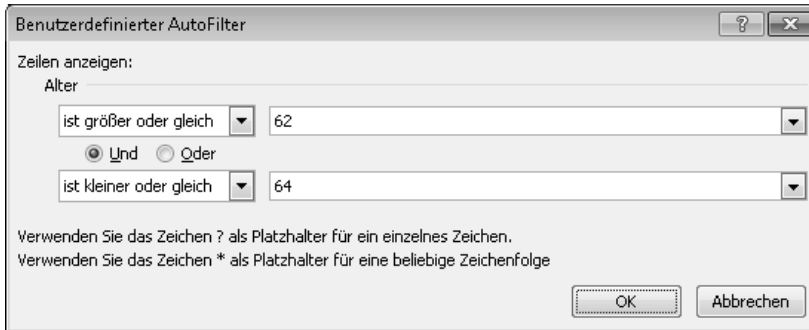 Benutzerdefinierter AutoFilter
Zeilen anzeigen:
Alter
ist größer oder gleich 62
Und Oder
ist kleiner oder gleich 64
Verwenden Sie das Zeichen ? als Platzhalter für ein einzelnes Zeichen.
Verwenden Sie das Zeichen * als Platzhalter für eine beliebige Zeichenfolge
OK Abbrechen